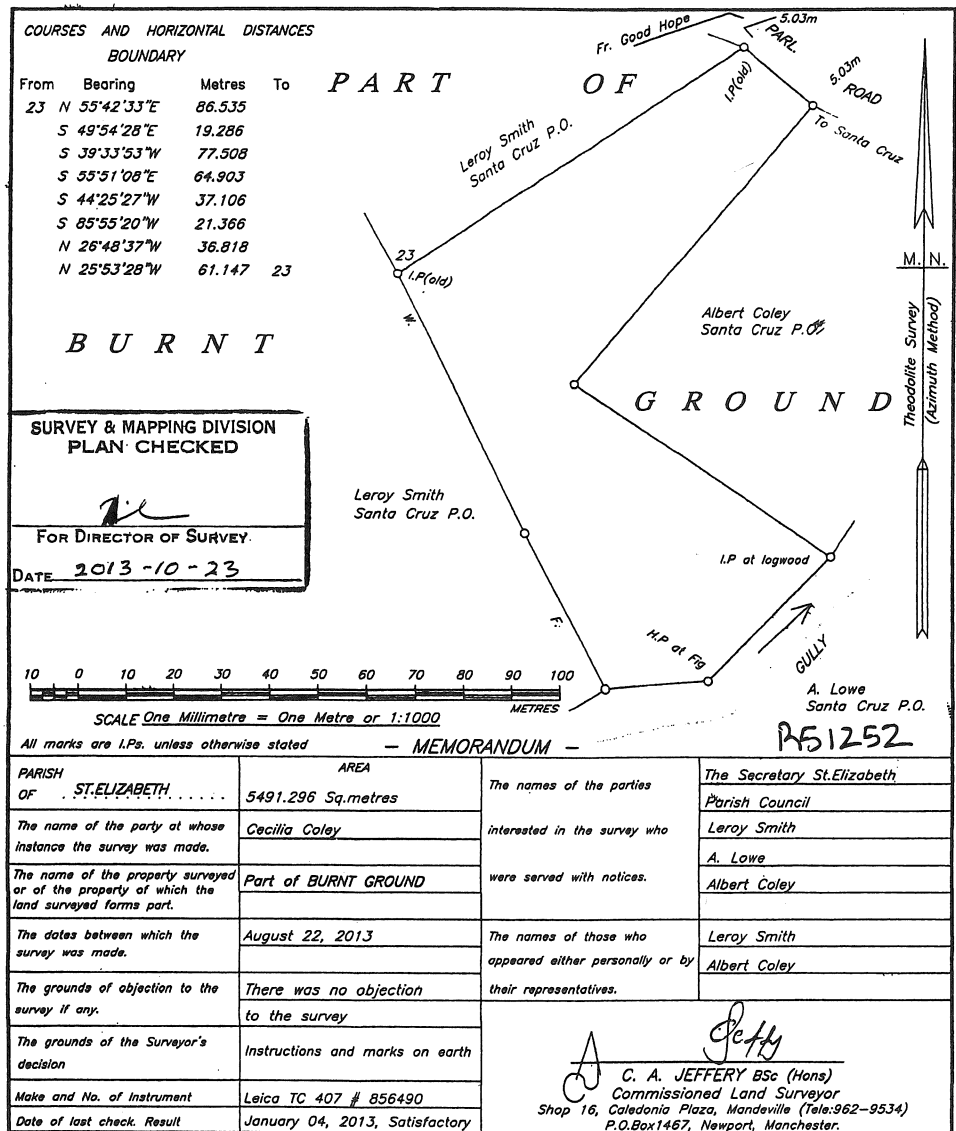 COURSES AND HORIZONTAL DISTANCES
BOUNDARY
From Bearing Metres To
23 N 55°42'33"E 86.535
S 49°54'28"E 19.286
S 39°33'53"W 77.508
S 55°51'08"E 64.903
S 44°25'27"W 37.106
S 85°55'20"W 21.366
N 26°48'37"W 36.818
N 25°53'28"W 61.147 23
PART OF
BURNT
GROUND
Fr. Good Hope
5.03m
PARL.
5.03m
ROAD
To Santa Cruz
I.P(old)
Leroy Smith
Santa Cruz P.O.
23
I.P(old)
W.
F.
Albert Coley
Santa Cruz P.O.
M. N.
Theodolite Survey
(Azimuth Method)
SURVEY & MAPPING DIVISION
PLAN CHECKED
FOR DIRECTOR OF SURVEY
DATE 2013-10-23
Leroy Smith
Santa Cruz P.O.
I.P at logwood
H.P at Fig
GULLY
A. Lowe
Santa Cruz P.O.
10 0 10 20 30 40 50 60 70 80 90 100
METRES
SCALE One Millimetre = One Metre or 1:1000
R51252
All marks are I.Ps. unless otherwise stated
— MEMORANDUM —
PARISH
OF ST.ELIZABETH
AREA
5491.296 Sq.metres
The name of the party at whose
instance the survey was made.
Cecilia Coley
The name of the property surveyed
or of the property of which the
land surveyed forms part.
Part of BURNT GROUND
The dates between which the
survey was made.
August 22, 2013
The grounds of objection to the
survey if any.
There was no objection
to the survey
The grounds of the Surveyor's
decision
Instructions and marks on earth
Make and No. of Instrument
Leica TC 407 # 856490
Date of last check. Result
January 04, 2013, Satisfactory
The names of the parties
interested in the survey who
were served with notices.
The Secretary St.Elizabeth
Parish Council
Leroy Smith
A. Lowe
Albert Coley
The names of those who
appeared either personally or by
their representatives.
Leroy Smith
Albert Coley
C. A. JEFFERY BSc (Hons)
Commissioned Land Surveyor
Shop 16, Caledonia Plaza, Mandeville (Tele:962-9534)
P.O.Box1467, Newport, Manchester.